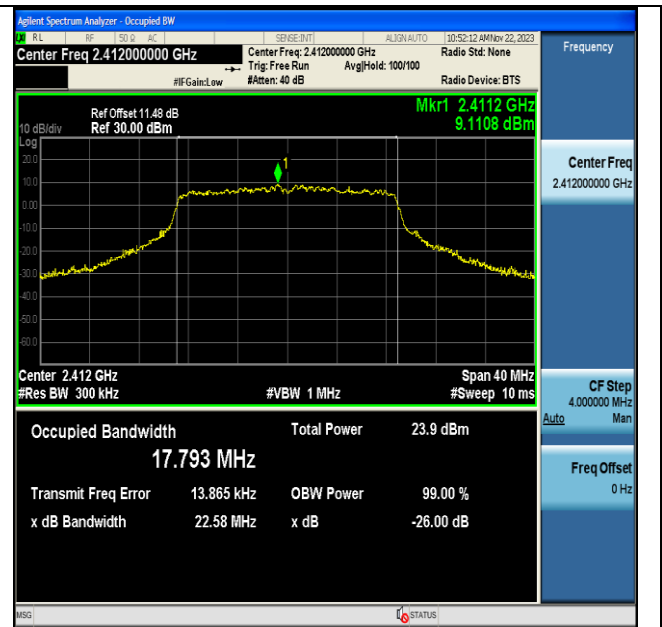 Agilent Spectrum Analyzer - Occupied BW
LXI RL RF 50 Ω AC SENSE:INT ALIGN AUTO 10:52:12 AM Nov 22, 2023
Center Freq 2.412000000 GHz
Center Freq: 2.412000000 GHz
Radio Std: None
Trig: Free Run Avg|Hold: 100/100
#IFGain:Low
#Atten: 40 dB
Radio Device: BTS
Frequency
Ref Offset 11.48 dB
Mkr1 2.4112 GHz
10 dB/div Ref 30.00 dBm
9.1108 dBm
Log
20.0
10.0
0.00
-10.0
-20.0
-30.0
-40.0
-50.0
-60.0
1
Center Freq
2.412000000 GHz
Center 2.412 GHz Span 40 MHz
#Res BW 300 kHz #VBW 1 MHz #Sweep 10 ms
CF Step
4.000000 MHz
Auto Man
Occupied Bandwidth Total Power 23.9 dBm
17.793 MHz
Transmit Freq Error 13.865 kHz OBW Power 99.00 %
x dB Bandwidth 22.58 MHz x dB -26.00 dB
Freq Offset
0 Hz
MSG STATUS